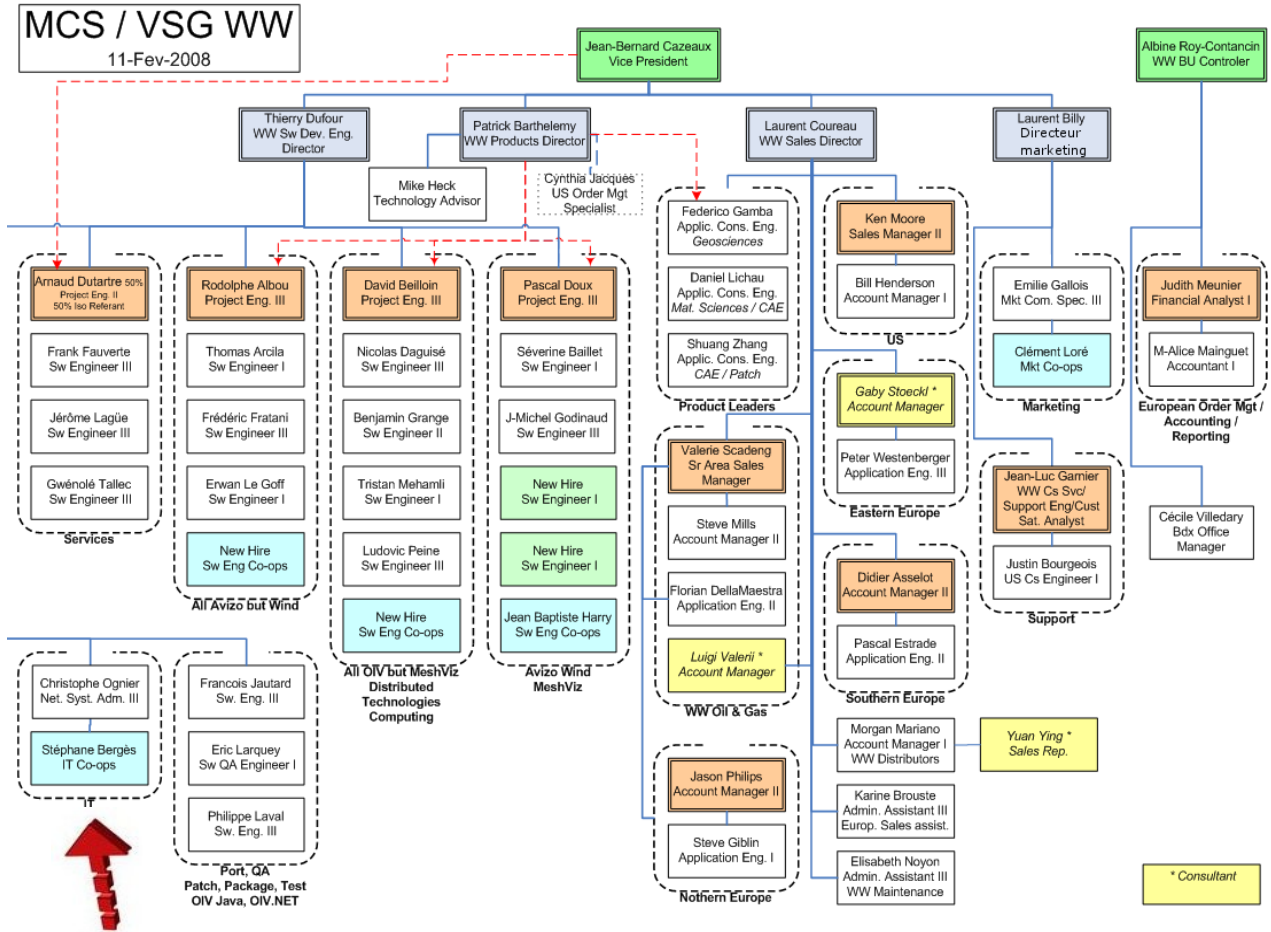 MCS / VSG WW
11-Fev-2008
Jean-Bernard Cazeaux
Vice President
Albine Roy-Contancin
WW BU Controler
Thierry Dufour
WW Sw Dev. Eng.
Director
Patrick Barthelemy
WW Products Director
Laurent Coureau
WW Sales Director
Laurent Billy
Directeur
marketing
Mike Heck
Technology Advisor
Cynthia Jacques
US Order Mgt
Specialist
Arnaud Dutartre 50%
Project Eng. II
50% Iso Referant
Frank Fauverte
Sw Engineer III
Jérôme Lagüe
Sw Engineer III
Gwénolé Tallec
Sw Engineer III
Services
Rodolphe Albou
Project Eng. III
Thomas Arcila
Sw Engineer I
Frédéric Fratani
Sw Engineer III
Erwan Le Goff
Sw Engineer I
New Hire
Sw Eng Co-ops
All Avizo but Wind
David Beilloin
Project Eng. III
Nicolas Daguisé
Sw Engineer III
Benjamin Grange
Sw Engineer II
Tristan Mehamli
Sw Engineer I
Ludovic Peine
Sw Engineer III
New Hire
Sw Eng Co-ops
All OIV but MeshViz
Distributed
Technologies
Computing
Pascal Doux
Project Eng. III
Séverine Baillet
Sw Engineer I
J-Michel Godinaud
Sw Engineer III
New Hire
Sw Engineer I
New Hire
Sw Engineer I
Jean Baptiste Harry
Sw Eng Co-ops
Avizo Wind
MeshViz
Federico Gamba
Applic. Cons. Eng.
Geosciences
Daniel Lichau
Applic. Cons. Eng.
Mat. Sciences / CAE
Shuang Zhang
Applic. Cons. Eng.
CAE / Patch
Product Leaders
Ken Moore
Sales Manager II
Bill Henderson
Account Manager I
US
Gaby Stoeckl *
Account Manager
Peter Westenberger
Application Eng. III
Eastern Europe
Valerie Scadeng
Sr Area Sales
Manager
Steve Mills
Account Manager II
Florian DellaMaestra
Application Eng. II
Luigi Valerii *
Account Manager
WW Oil & Gas
Didier Asselot
Account Manager II
Pascal Estrade
Application Eng. II
Southern Europe
Jason Philips
Account Manager II
Steve Giblin
Application Eng. I
Nothern Europe
Morgan Mariano
Account Manager I
WW Distributors
Yuan Ying *
Sales Rep.
Karine Brouste
Admin. Assistant III
Europ. Sales assist.
Elisabeth Noyon
Admin. Assistant III
WW Maintenance
Emilie Gallois
Mkt Com. Spec. III
Clément Loré
Mkt Co-ops
Marketing
Jean-Luc Garnier
WW Cs Svc/
Support Eng/Cust
Sat. Analyst
Justin Bourgeois
US Cs Engineer I
Support
Judith Meunier
Financial Analyst I
M-Alice Mainguet
Accountant I
European Order Mgt /
Accounting /
Reporting
Cécile Villedary
Bdx Office
Manager
Christophe Ognier
Net. Syst. Adm. III
Stéphane Bergès
IT Co-ops
IT
Francois Jautard
Sw. Eng. III
Eric Larquey
Sw QA Engineer I
Philippe Laval
Sw. Eng. III
Port, QA
Patch, Package, Test
OIV Java, OIV.NET
* Consultant